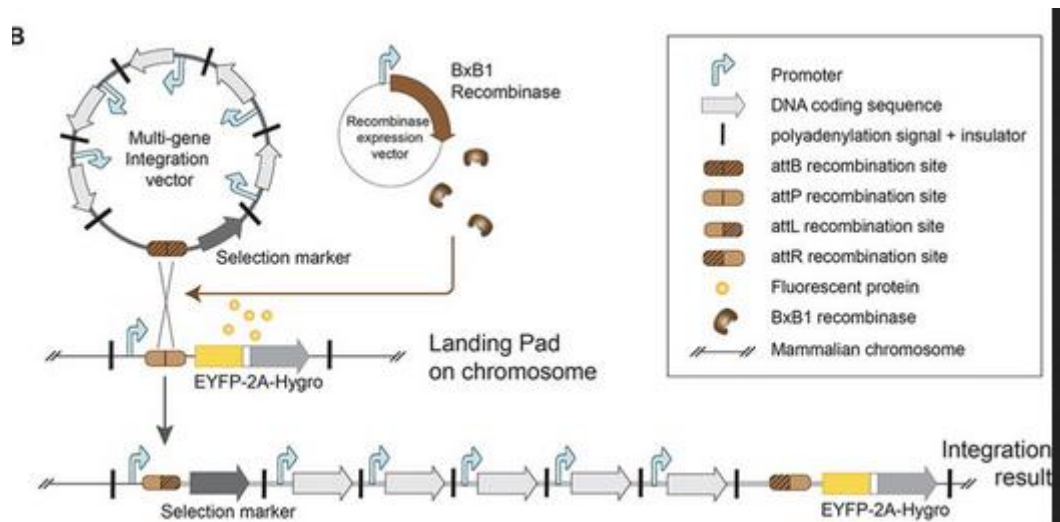 B
Multi-gene
Integration
vector
BxB1
Recombinase
Recombinase
expression
vector
Selection marker
EYFP-2A-Hygro
Landing Pad
on chromosome
Promoter
DNA coding sequence
polyadenylation signal + insulator
attB recombination site
attP recombination site
attL recombination site
attR recombination site
Fluorescent protein
BxB1 recombinase
Mammalian chromosome
Integration
result
Selection marker
EYFP-2A-Hygro